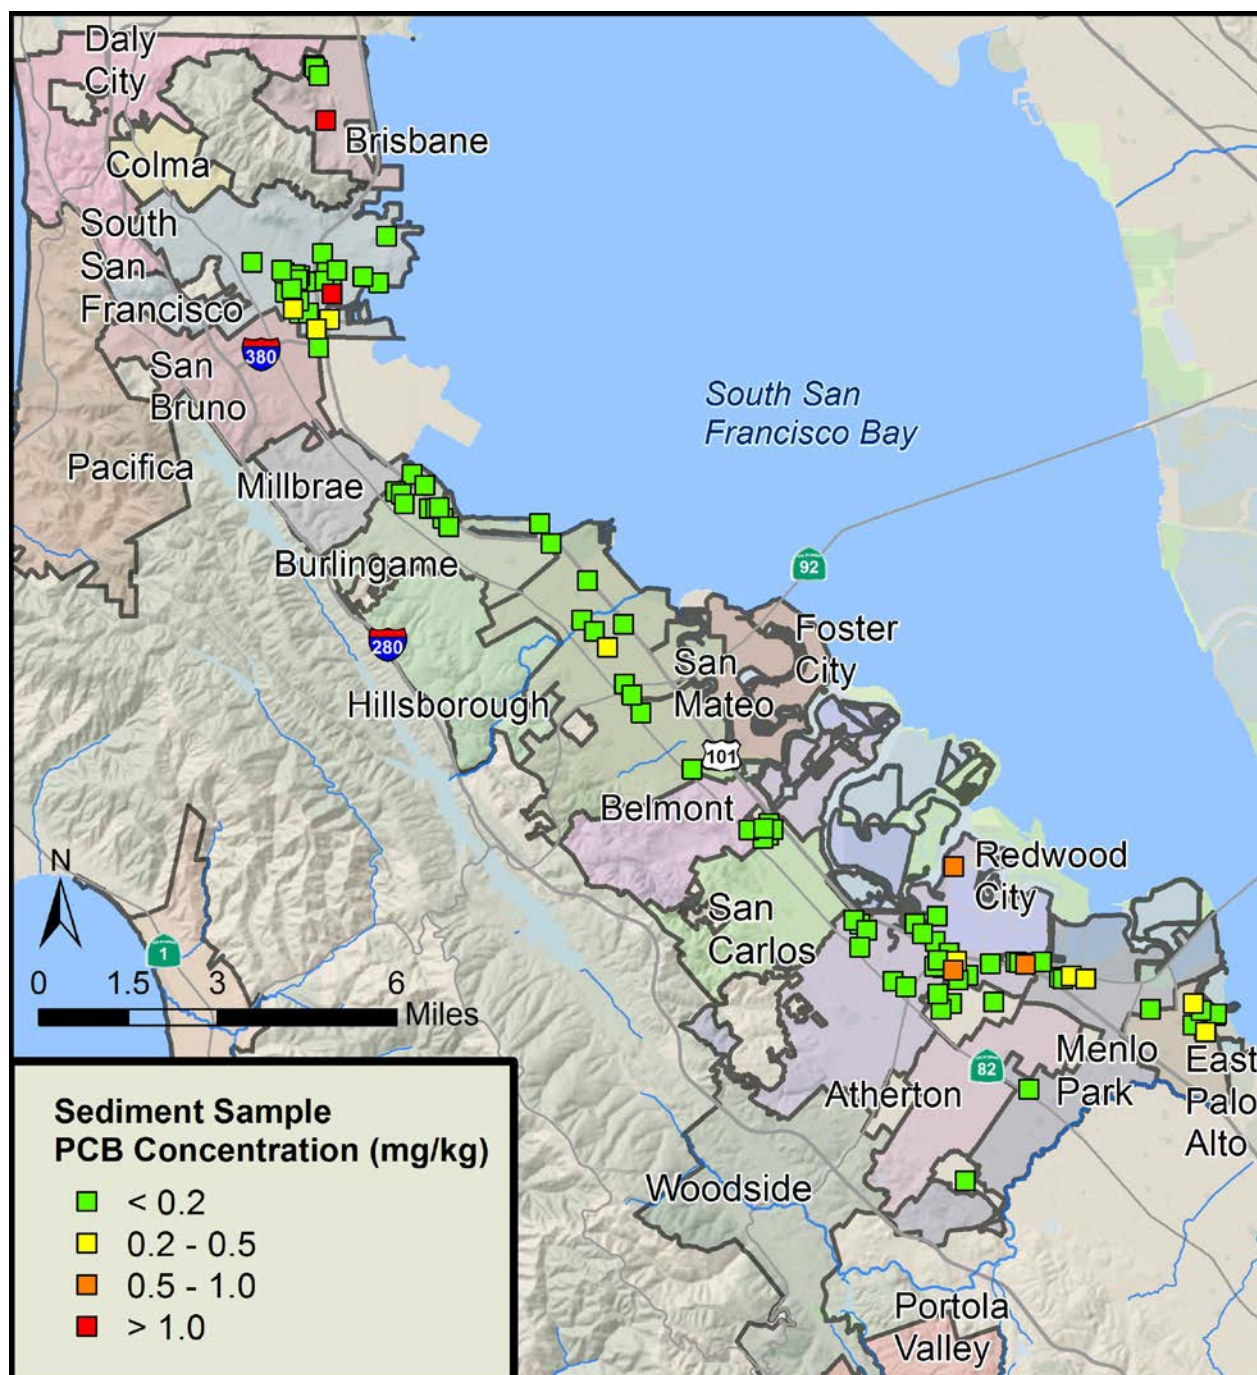 Daly
City
Brisbane
Colma
South
San
Francisco
380
San
Bruno
South San
Francisco Bay
Pacifica
Millbrae
Burlingame
92
Foster
City
280
San
Mateo
Hillsborough
101
Belmont
Redwood
City
N
San
Carlos
1
0 1.5 3 6
Miles
Menlo
Park
East
Palo
Alto
82
Atherton
Sediment Sample
PCB Concentration (mg/kg)
< 0.2
0.2 - 0.5
0.5 - 1.0
> 1.0
Woodside
Portola
Valley